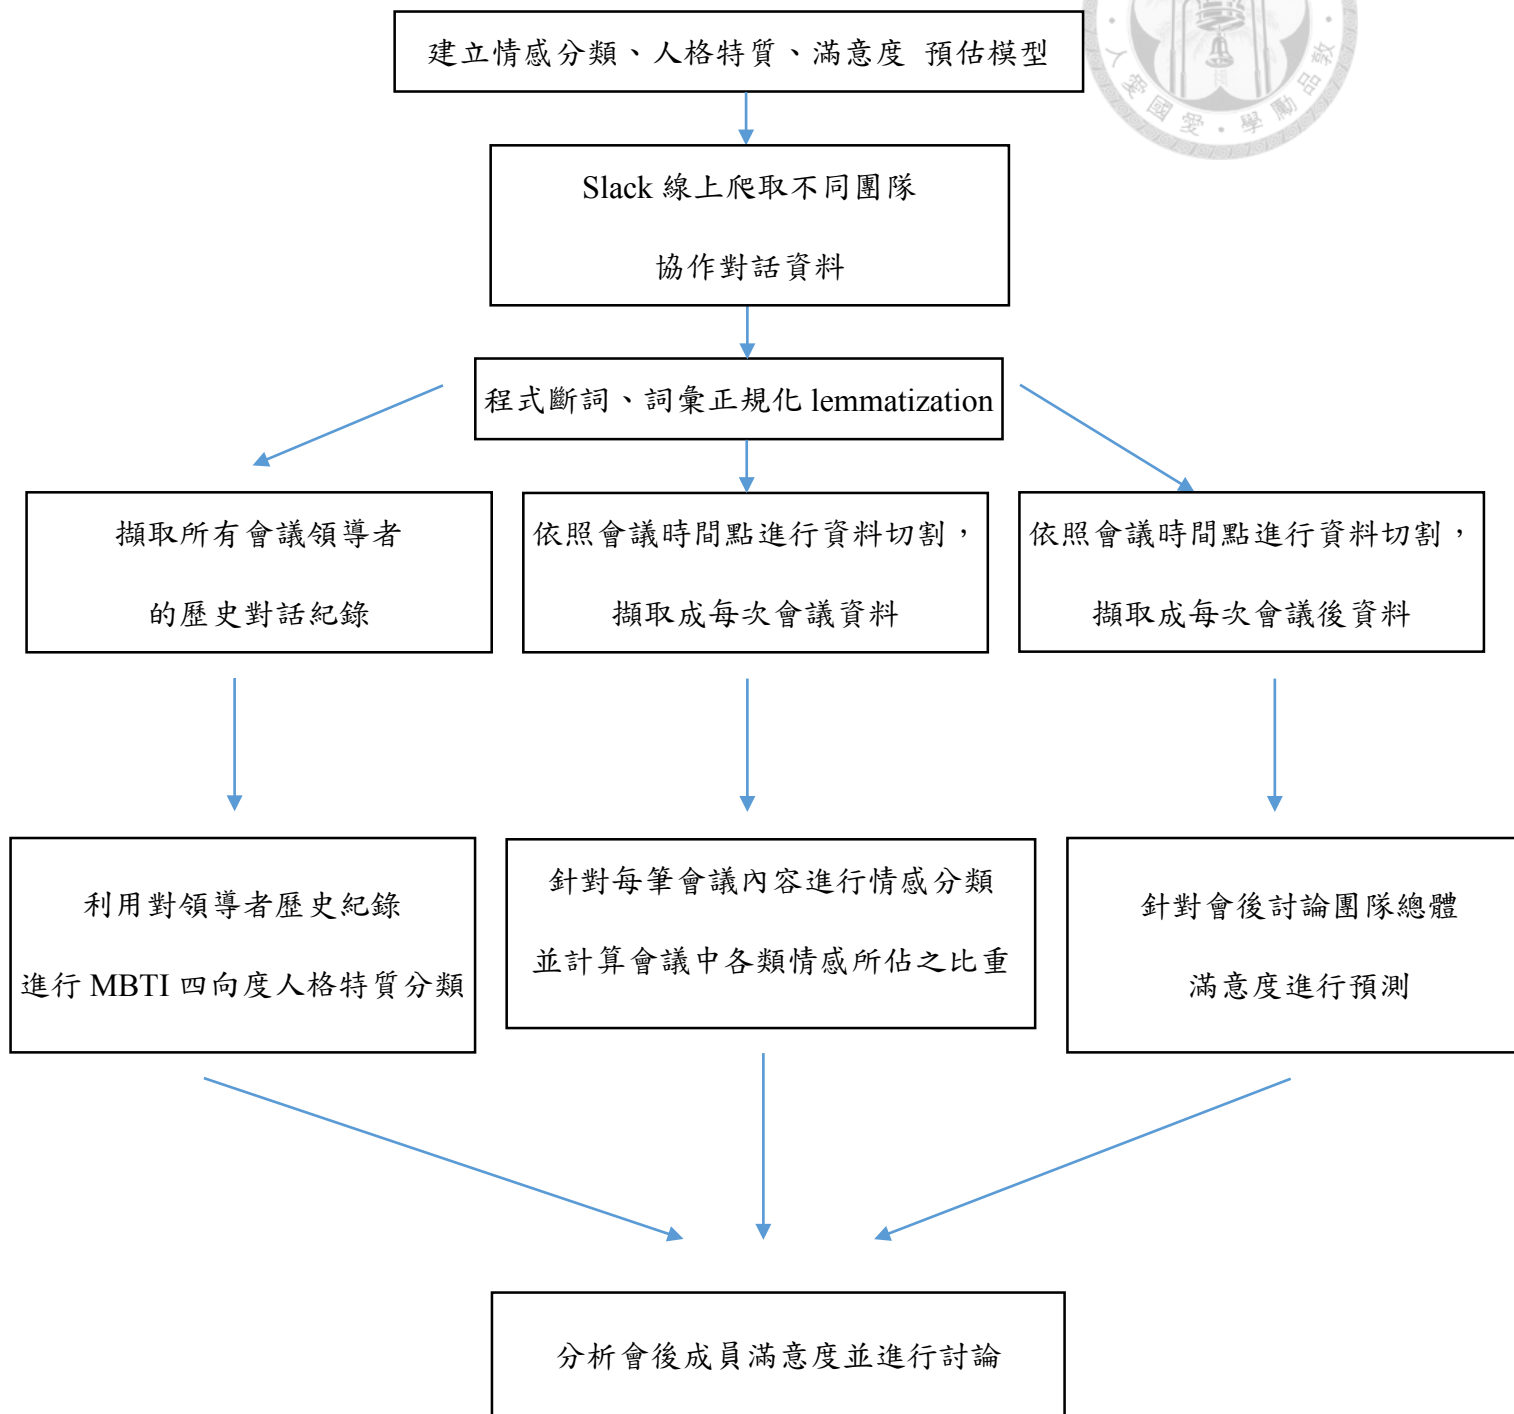 建立情感分類、人格特質、滿意度 預估模型
人愛國愛・學勵品敦
Slack 線上爬取不同團隊
協作對話資料
程式斷詞、詞彙正規化 lemmatization
擷取所有會議領導者
的歷史對話紀錄
依照會議時間點進行資料切割，
擷取成每次會議資料
依照會議時間點進行資料切割，
擷取成每次會議後資料
利用對領導者歷史紀錄
進行 MBTI 四向度人格特質分類
針對每筆會議內容進行情感分類
並計算會議中各類情感所佔之比重
針對會後討論團隊總體
滿意度進行預測
分析會後成員滿意度並進行討論